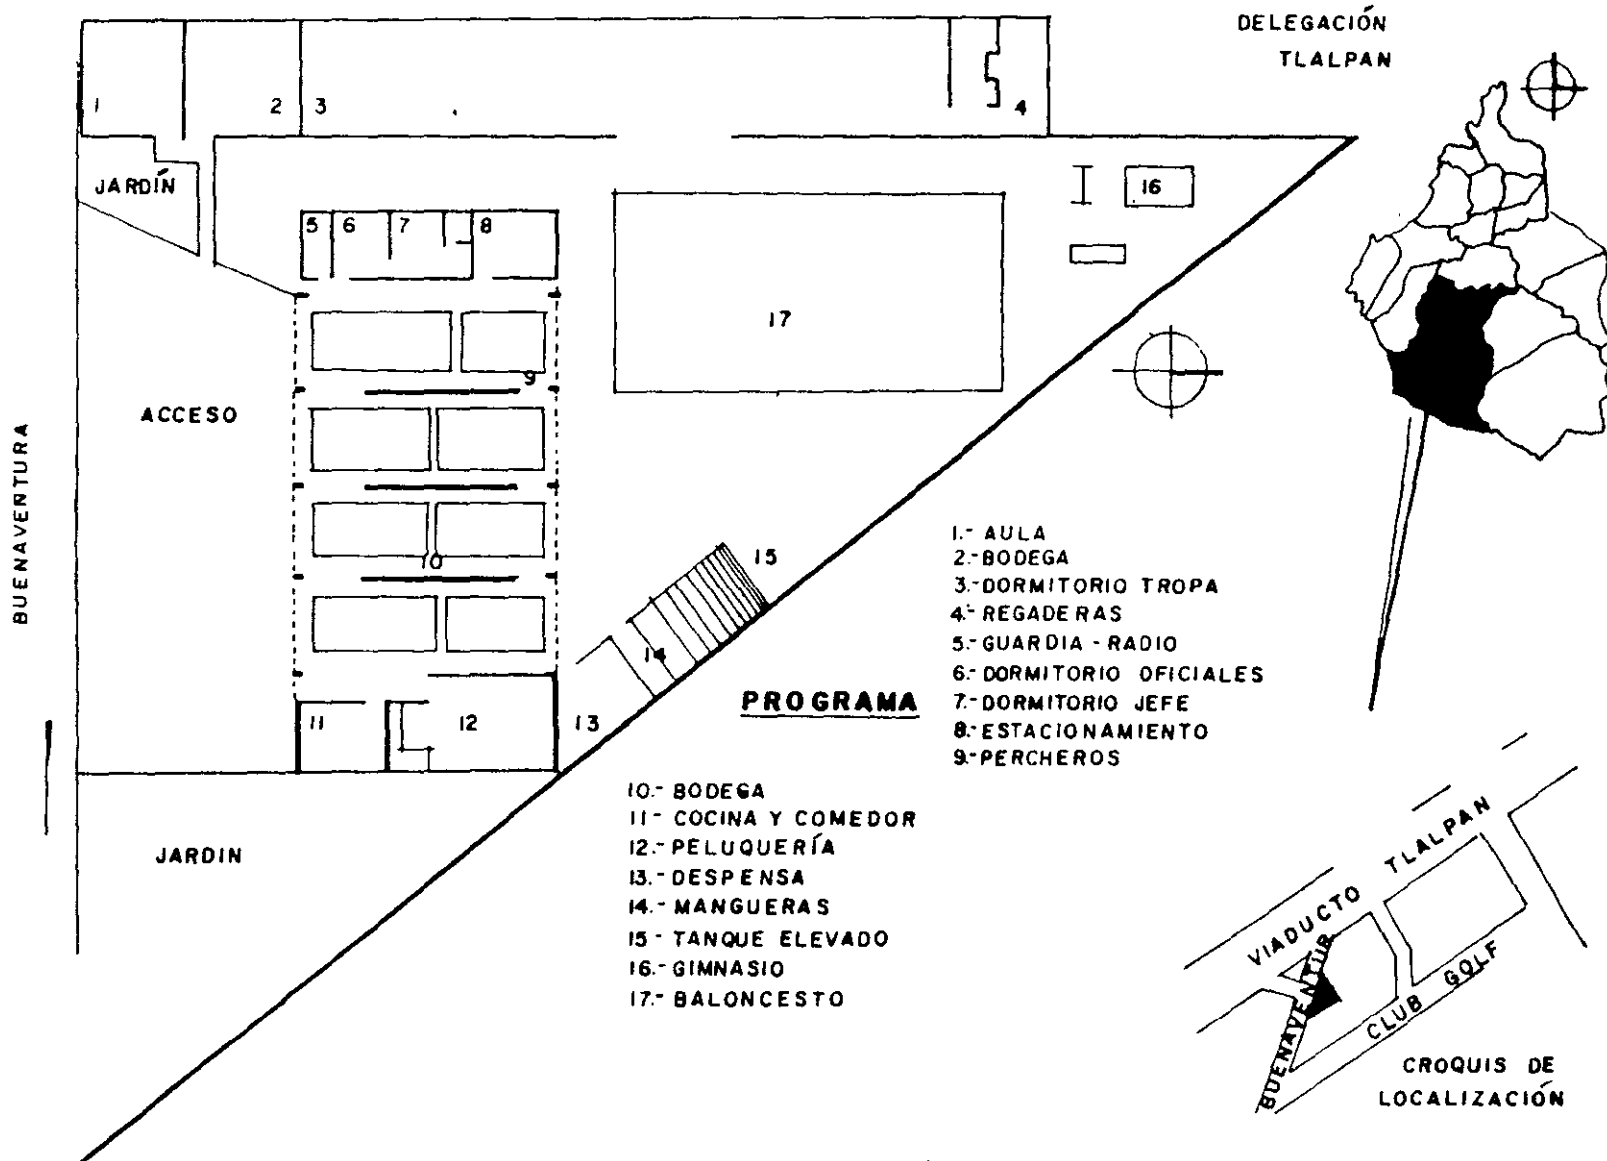 DELEGACIÓN
TLALPAN
1
2
3
4
JARDÍN
16
5
6
7
8
17
9
ACCESO
BUENAVENTURA
10
15
14
11
12
13
1.- AULA
2.- BODEGA
3.- DORMITORIO TROPA
4.- REGADERAS
5.- GUARDIA - RADIO
6.- DORMITORIO OFICIALES
PROGRAMA
7.- DORMITORIO JEFE
8.- ESTACIONAMIENTO
9.- PERCHEROS
10.- BODEGA
11- COCINA Y COMEDOR
12.- PELUQUERÍA
13.- DESPENSA
14.- MANGUERAS
15- TANQUE ELEVADO
16.- GIMNASIO
17.- BALONCESTO
JARDIN
VIADUCTO TLALPAN
BUENAVENTUR
CLUB GOLF
CROQUIS DE
LOCALIZACIÓN